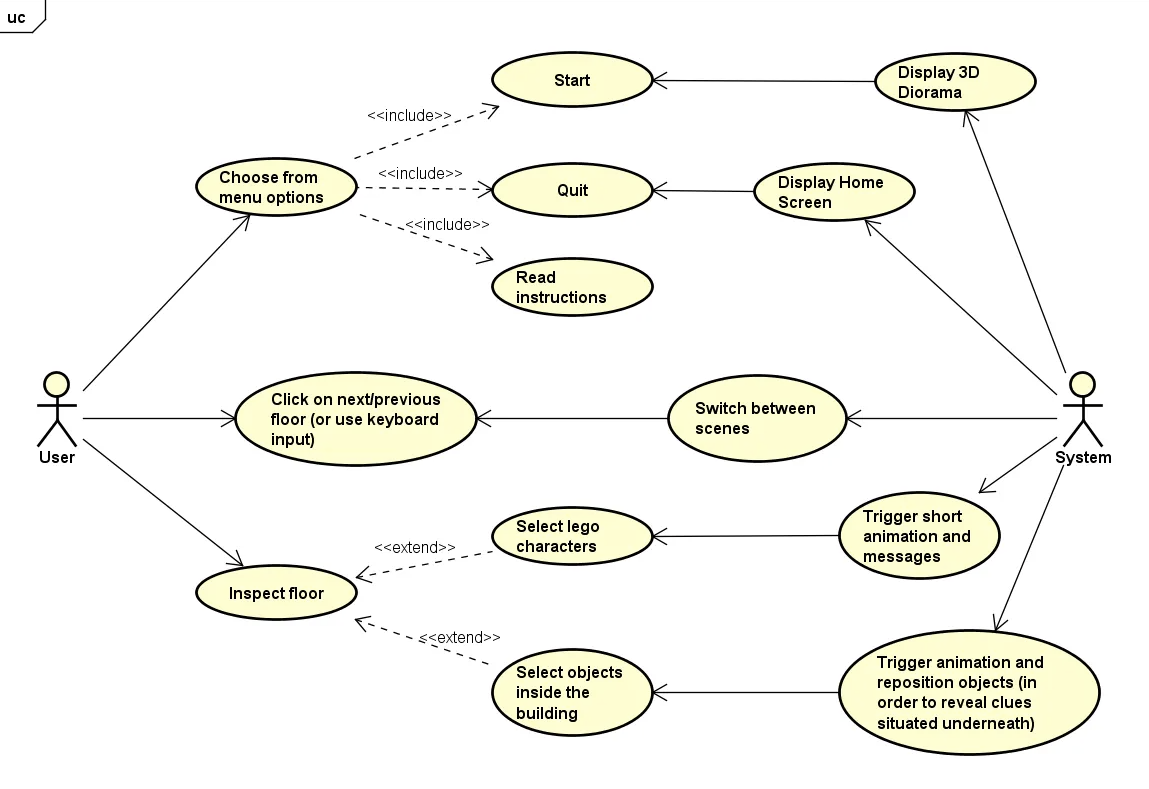 uc
Start
Display 3D
Diorama
<<include>>
Choose from
menu options
<<include>>
Quit
Display Home
Screen
<<include>>
Read
instructions
User
Click on next/previous
floor (or use keyboard
input)
Switch between
scenes
System
Select lego
characters
Trigger short
animation and
messages
<<extend>>
Inspect floor
<<extend>>
Select objects
inside the
building
Trigger animation and
reposition objects (in
order to reveal clues
situated underneath)